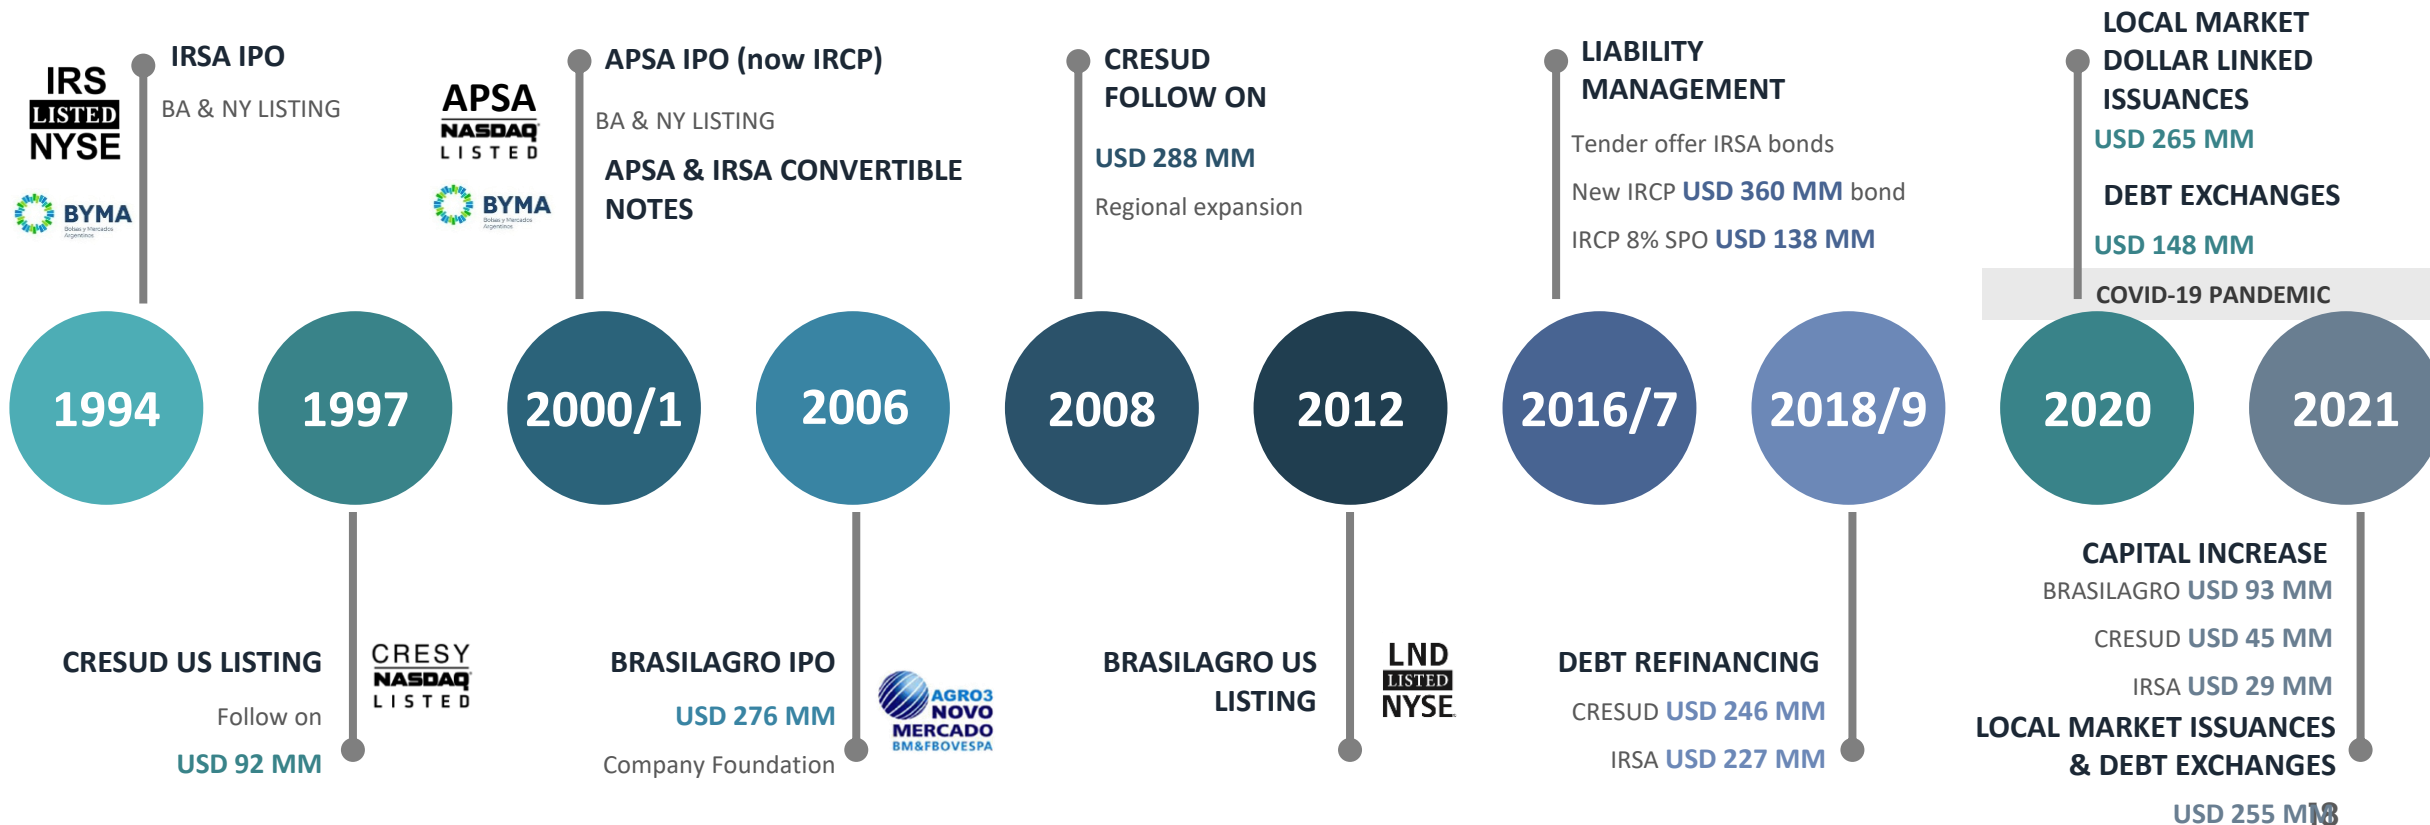 IRS
LISTED
NYSE
BYMA
Bolsas y Mercados
Argentinos
IRSA IPO
BA & NY LISTING
APSA
NASDAQ
LISTED
BYMA
Bolsas y Mercados
Argentinos
APSA IPO (now IRCP)
BA & NY LISTING
APSA & IRSA CONVERTIBLE
NOTES
CRESUD
FOLLOW ON
USD 288 MM
Regional expansion
LIABILITY
MANAGEMENT
Tender offer IRSA bonds
New IRCP USD 360 MM bond
IRCP 8% SPO USD 138 MM
LOCAL MARKET
DOLLAR LINKED
ISSUANCES
USD 265 MM
DEBT EXCHANGES
USD 148 MM
COVID-19 PANDEMIC
1994
1997
2000/1
2006
2008
2012
2016/7
2018/9
2020
2021
CRESUD US LISTING
Follow on
USD 92 MM
CRESY
NASDAQ
LISTED
BRASILAGRO IPO
USD 276 MM
Company Foundation
AGRO3
NOVO
MERCADO
BM&FBOVESPA
BRASILAGRO US
LISTING
LND
LISTED
NYSE
DEBT REFINANCING
CRESUD USD 246 MM
IRSA USD 227 MM
CAPITAL INCREASE
BRASILAGRO USD 93 MM
CRESUD USD 45 MM
IRSA USD 29 MM
LOCAL MARKET ISSUANCES
& DEBT EXCHANGES
USD 255 MM
18